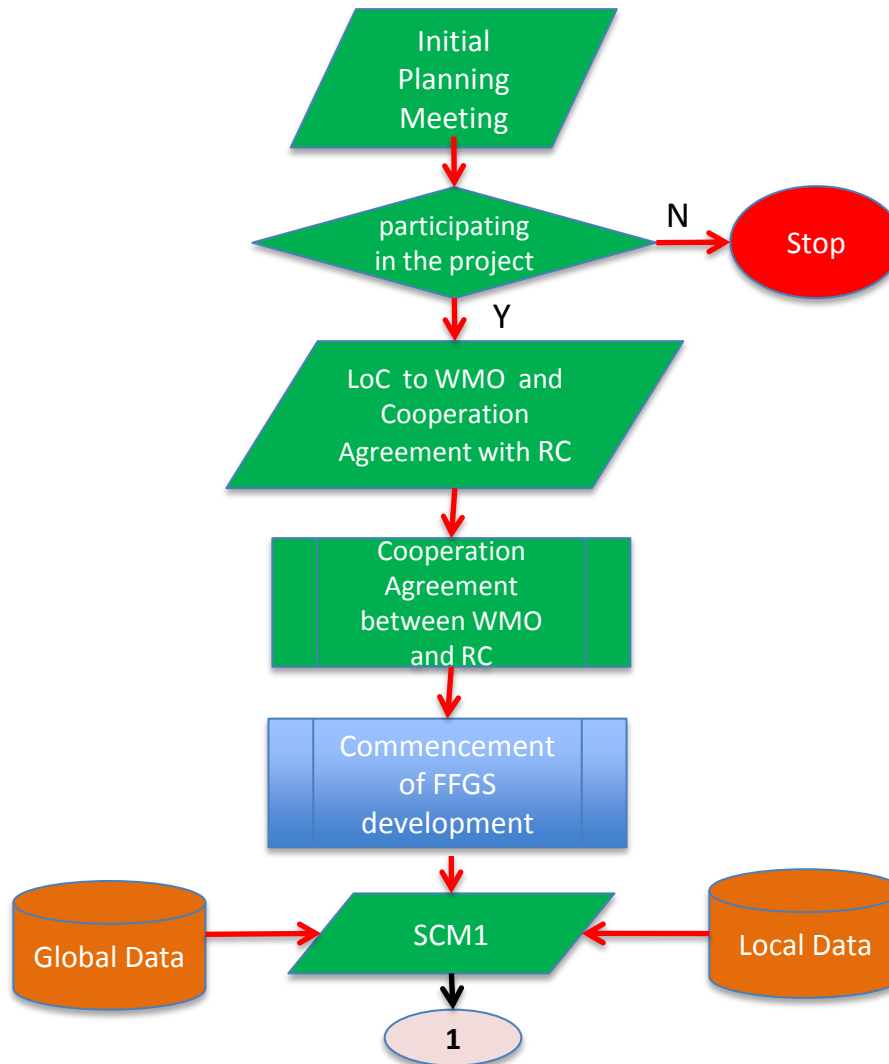 Initial
Planning
Meeting
participating
in the project
N
Stop
Y
LoC to WMO and
Cooperation
Agreement with RC
Cooperation
Agreement
between WMO
and RC
Commencement
of FFGS
development
Global Data
SCM1
Local Data
1